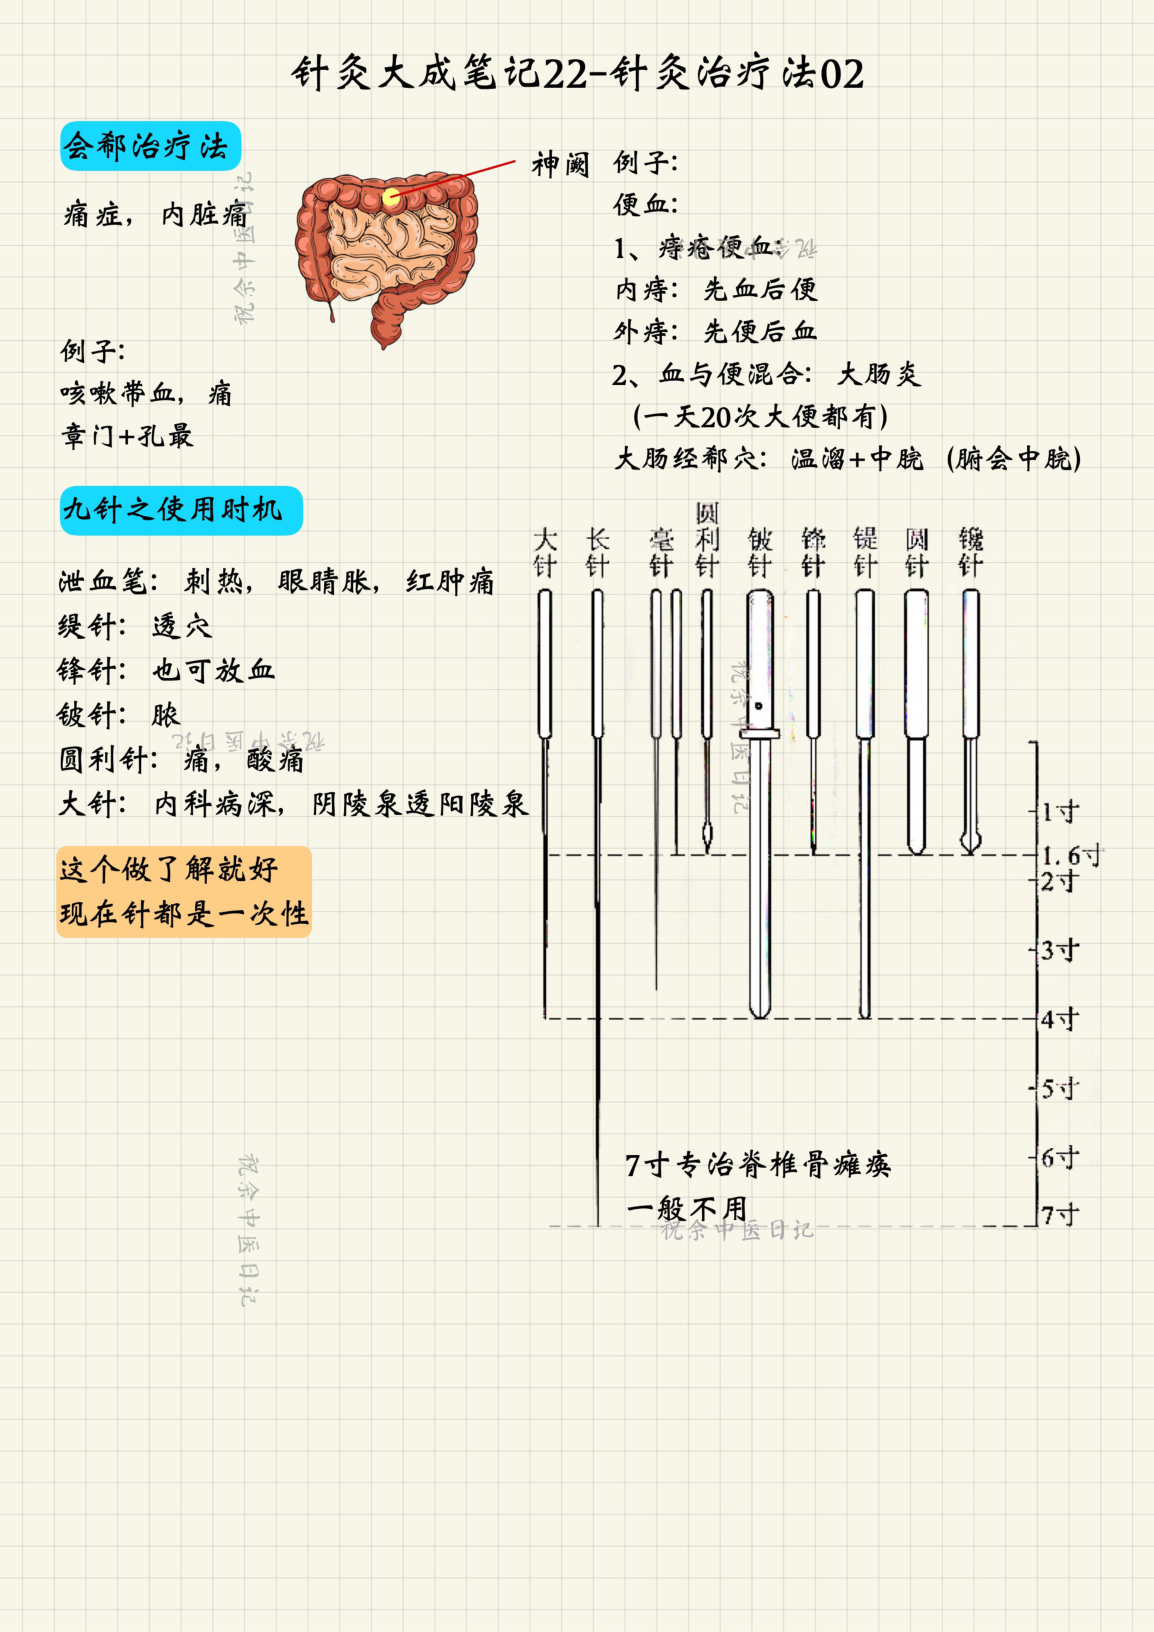 针灸大成笔记22-针灸治疗法02
会郗治疗法
痛症，内脏痛
神阙
例子：
咳嗽带血，痛
章门+孔最
例子：
便血：
1、痔疮便血：
内痔：先血后便
外痔：先便后血
2、血与便混合：大肠炎
（一天20次大便都有）
大肠经郗穴：温溜+中脘（腑会中脘）
九针之使用时机
泄血笔：刺热，眼睛胀，红肿痛
缇针：透穴
锋针：也可放血
铍针：脓
圆利针：痛，酸痛
大针：内科病深，阴陵泉透阳陵泉
这个做了解就好
现在针都是一次性
大针
长针
毫针
圆利针
铍针
锋针
鍉针
圆针
镵针
1寸
1.6寸
2寸
3寸
4寸
5寸
6寸
7寸
7寸专治脊椎骨瘫痪
一般不用
祝余中医日记
祝余中医日记
祝余中医日记
祝余中医日记
祝余中医日记
祝余中医日记